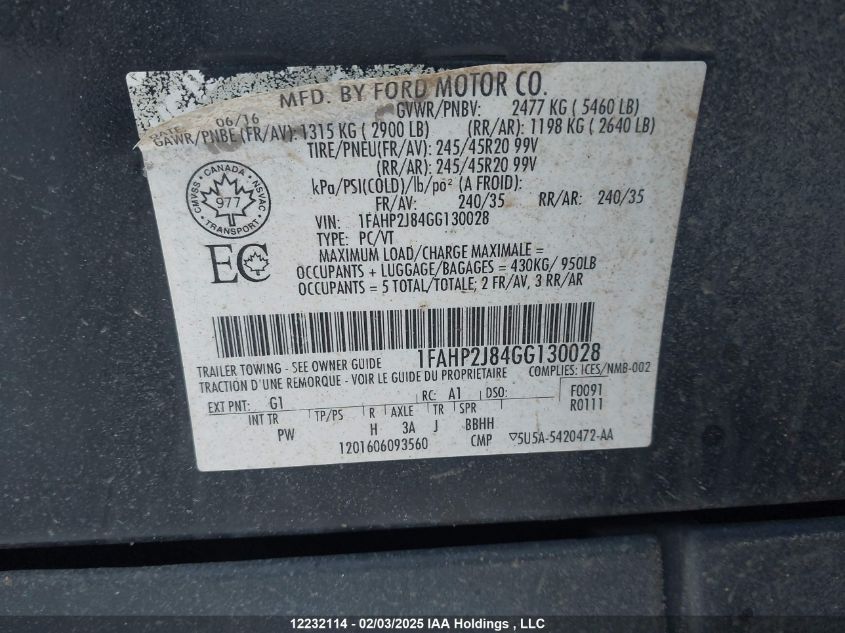 MFD. BY FORD MOTOR CO.
DATE: 06/16 GVWR/PNBV: 2477 KG ( 5460 LB)
GAWR/PNBE (FR/AV): 1315 KG ( 2900 LB) (RR/AR): 1198 KG ( 2640 LB)
TIRE/PNEU(FR/AV): 245/45R20 99V
(RR/AR): 245/45R20 99V
kPa/PSI(COLD)/lb/po² (A FROID):
FR/AV: 240/35 RR/AR: 240/35
VIN: 1FAHP2J84GG130028
TYPE: PC/VT
MAXIMUM LOAD/CHARGE MAXIMALE =
OCCUPANTS + LUGGAGE/BAGAGES = 430KG/ 950LB
OCCUPANTS = 5 TOTAL/TOTALE; 2 FR/AV, 3 RR/AR
CMVSS • CANADA • NSVAC
977
• TRANSPORT •
EC
1FAHP2J84GG130028
TRAILER TOWING - SEE OWNER GUIDE COMPLIES: ICES/NMB-002
TRACTION D'UNE REMORQUE - VOIR LE GUIDE DU PROPRIETAIRE
EXT PNT: G1 RC: A1 DSO: F0091
INT TR TP/PS R AXLE TR SPR R0111
PW H 3A J BBHH
1201606093560 CMP ▽5U5A-5420472-AA
12232114 - 02/03/2025 IAA Holdings , LLC